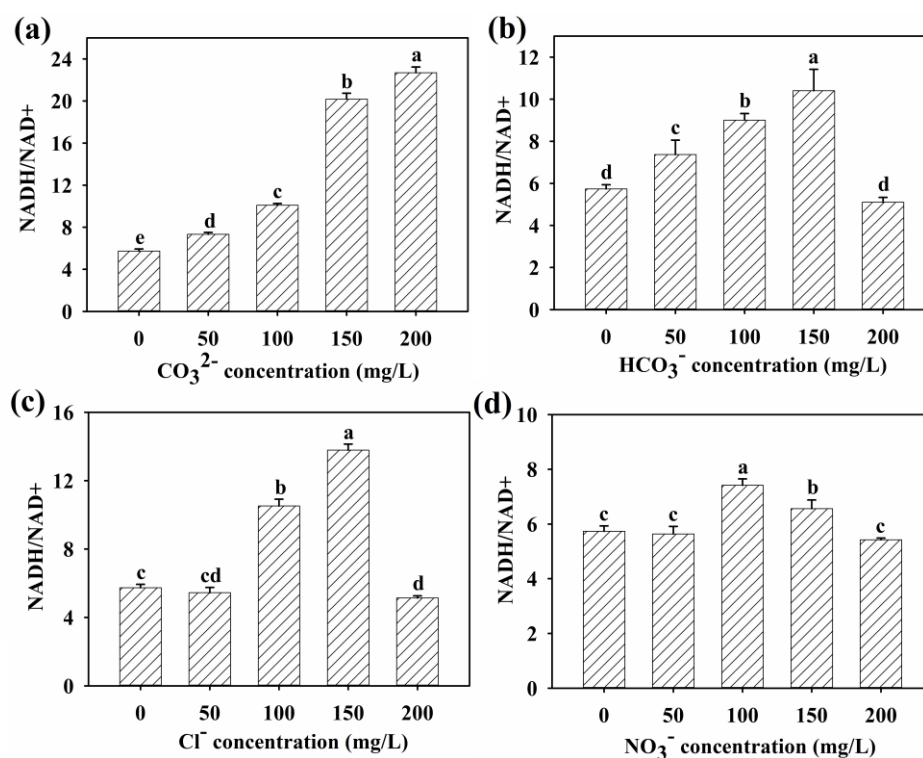 (a)
NADH/NAD+
24
20
16
12
8
4
0
e
d
c
b
a
0 50 100 150 200
CO₃²⁻ concentration (mg/L)
(b)
NADH/NAD+
12
10
8
6
4
2
0
d
c
b
a
d
0 50 100 150 200
HCO₃⁻ concentration (mg/L)
(c)
NADH/NAD+
16
12
8
4
0
c
cd
b
a
d
0 50 100 150 200
Cl⁻ concentration (mg/L)
(d)
NADH/NAD+
10
8
6
4
2
0
c
c
a
b
c
0 50 100 150 200
NO₃⁻ concentration (mg/L)